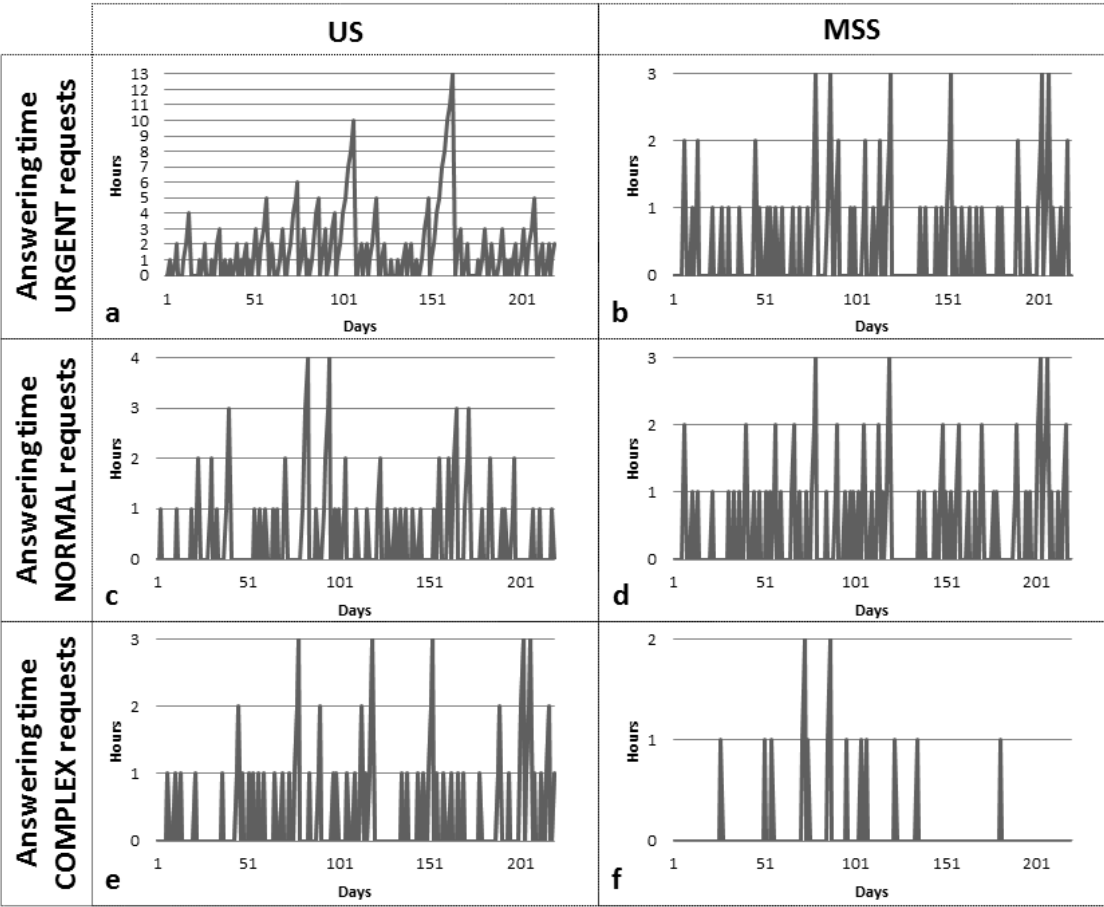 US
MSS
Answering time
URGENT requests
13
12
11
10
9
8
7
6
5
4
3
2
1
0
Hours
1 51 101 151 201
Days
a
3
2
1
0
Hours
1 51 101 151 201
Days
b
Answering time
NORMAL requests
4
3
2
1
0
Hours
1 51 101 151 201
Days
c
3
2
1
0
Hours
1 51 101 151 201
Days
d
Answering time
COMPLEX requests
3
2
1
0
Hours
1 51 101 151 201
Days
e
2
1
0
Hours
1 51 101 151 201
Days
f